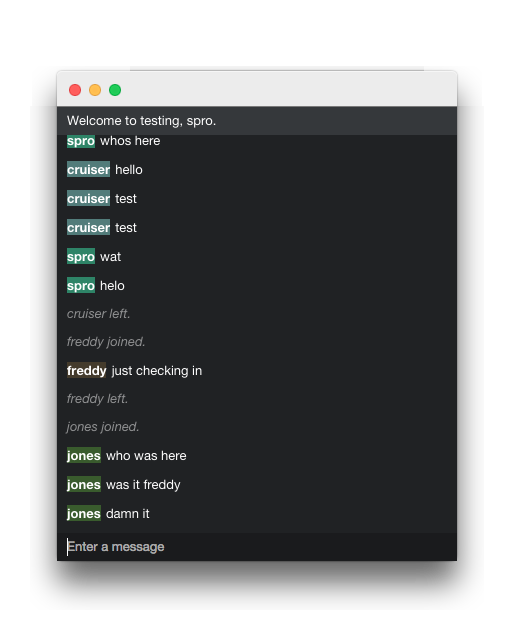 Welcome to testing, spro.
spro whos here
cruiser hello
cruiser test
cruiser test
spro wat
spro helo
cruiser left.
freddy joined.
freddy just checking in
freddy left.
jones joined.
jones who was here
jones was it freddy
jones damn it
Enter a message